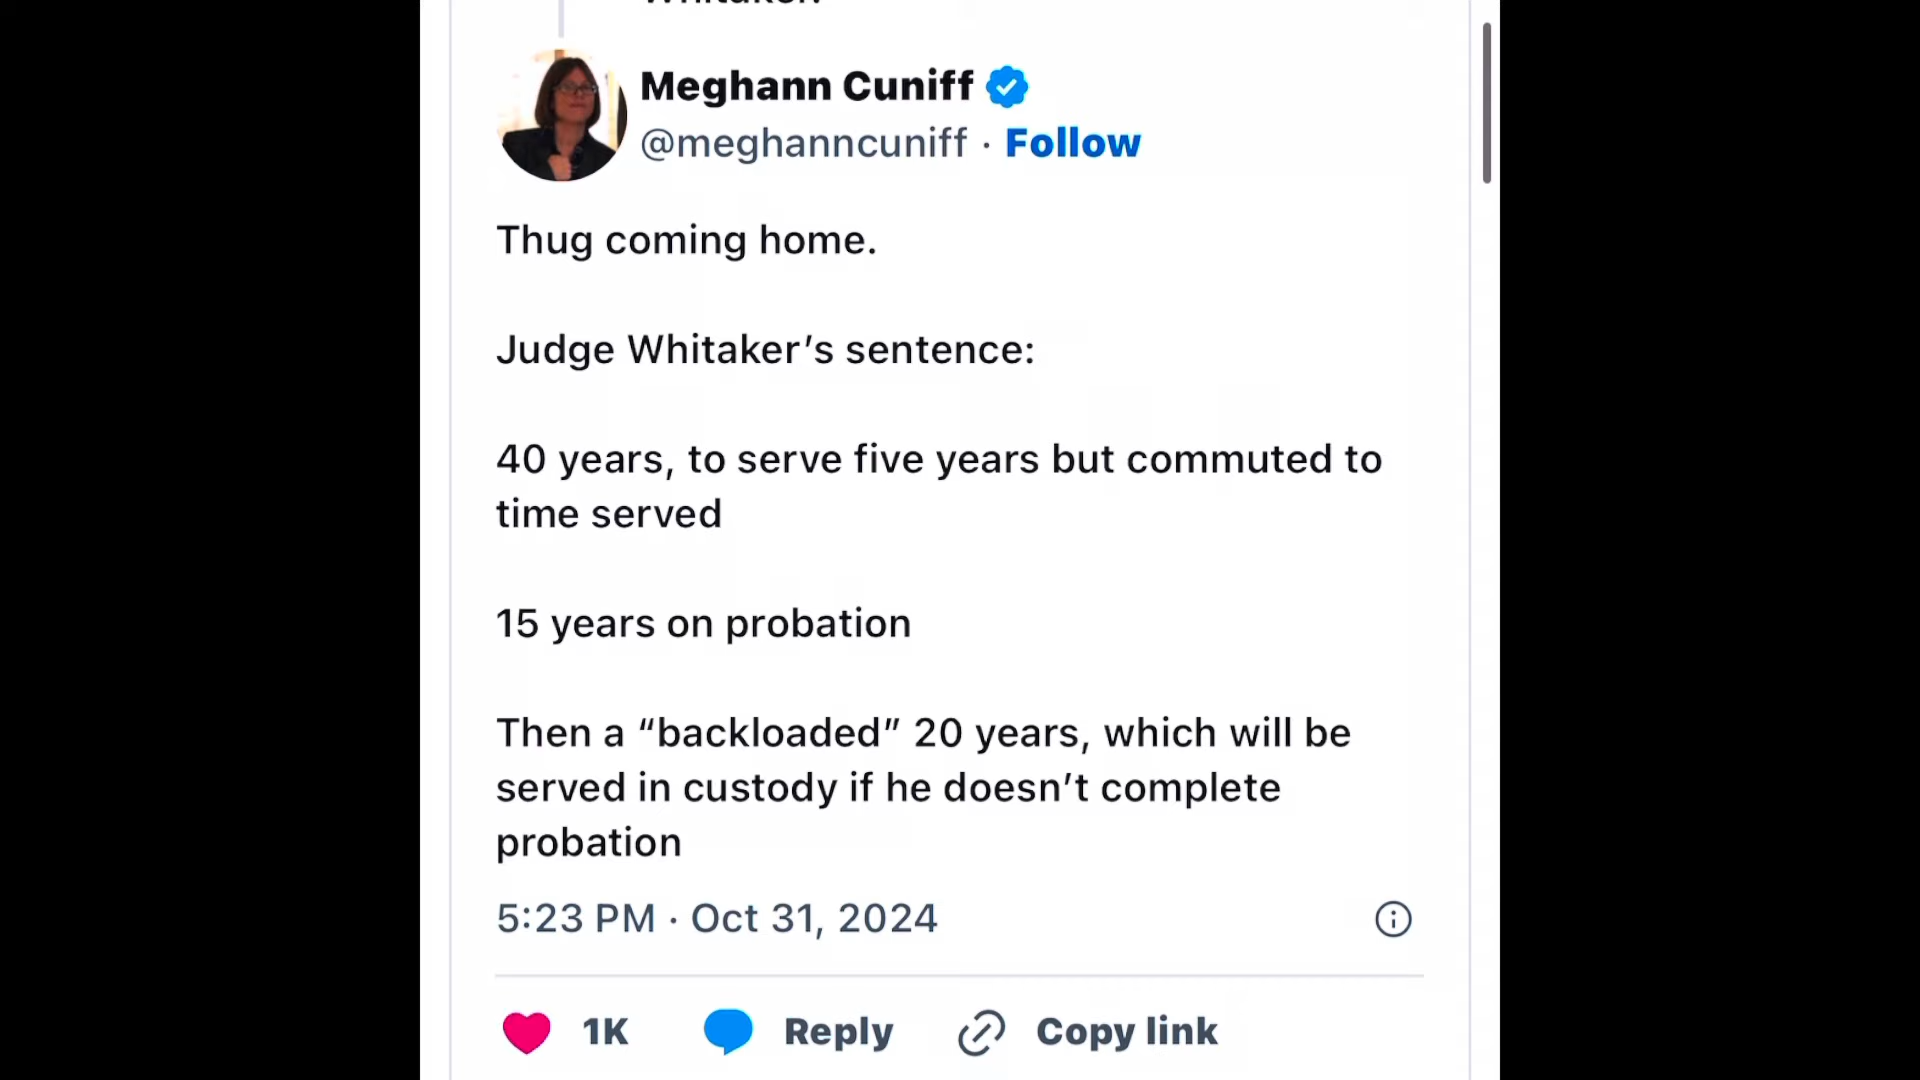 Whitaker.
Meghann Cuniff
@meghanncuniff · Follow
Thug coming home.
Judge Whitaker’s sentence:
40 years, to serve five years but commuted to
time served
15 years on probation
Then a “backloaded” 20 years, which will be
served in custody if he doesn’t complete
probation
5:23 PM · Oct 31, 2024
1K Reply Copy link